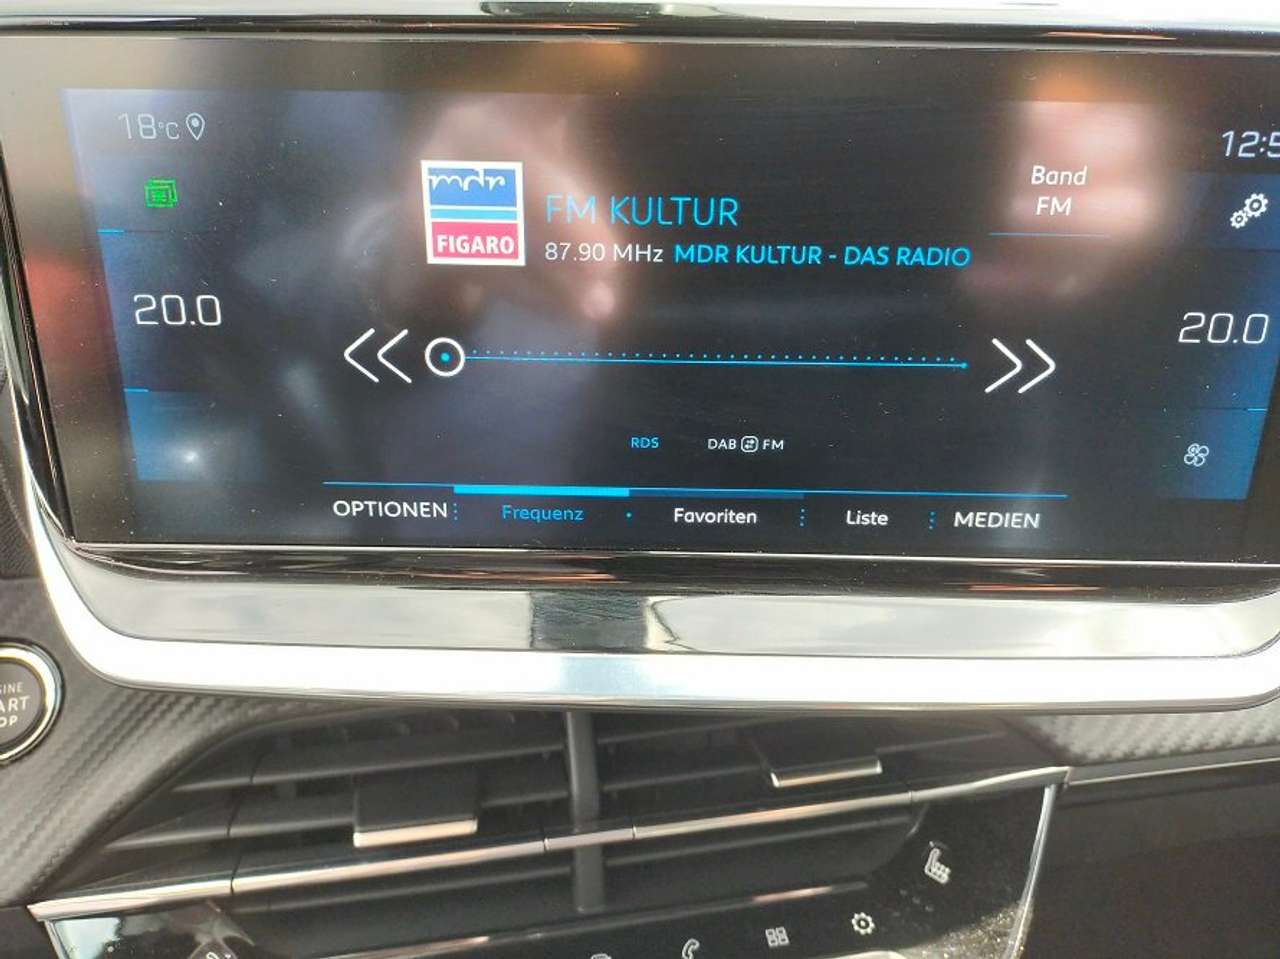 18°C
12:5
mdr
FIGARO
FM KULTUR
87.90 MHz MDR KULTUR - DAS RADIO
Band
FM
20.0
20.0
RDS
DAB FM
OPTIONEN Frequenz Favoriten Liste MEDIEN